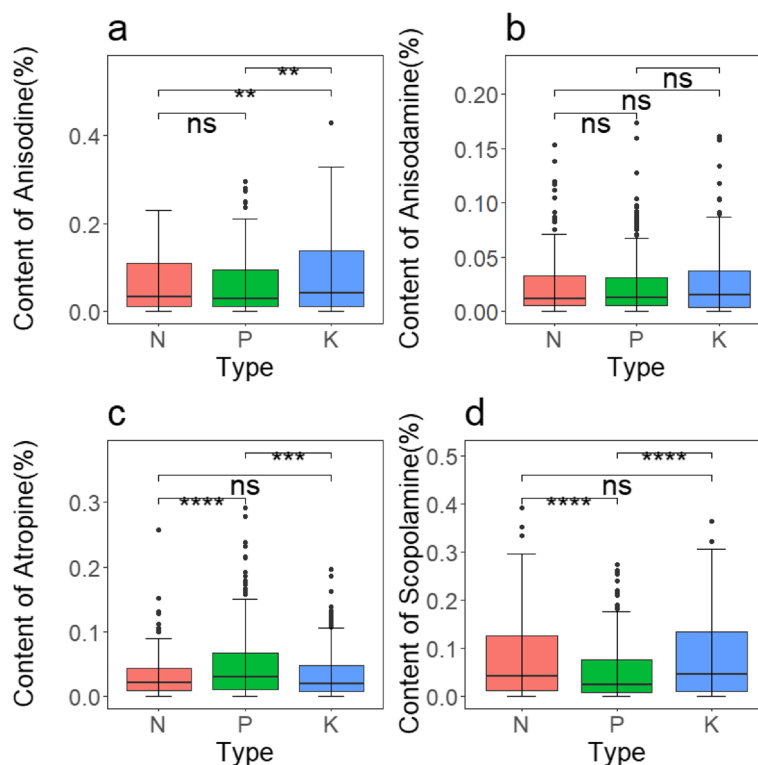 a
Content of Anisodine(%)
0.4
0.2
0.0
**
**
ns
N P K
Type
b
Content of Anisodamine(%)
0.20
0.15
0.10
0.05
0.00
ns
ns
ns
N P K
Type
c
Content of Atropine(%)
0.3
0.2
0.1
0.0
***
ns
****
N P K
Type
d
Content of Scopolamine(%)
0.5
0.4
0.3
0.2
0.1
0.0
****
ns
****
N P K
Type